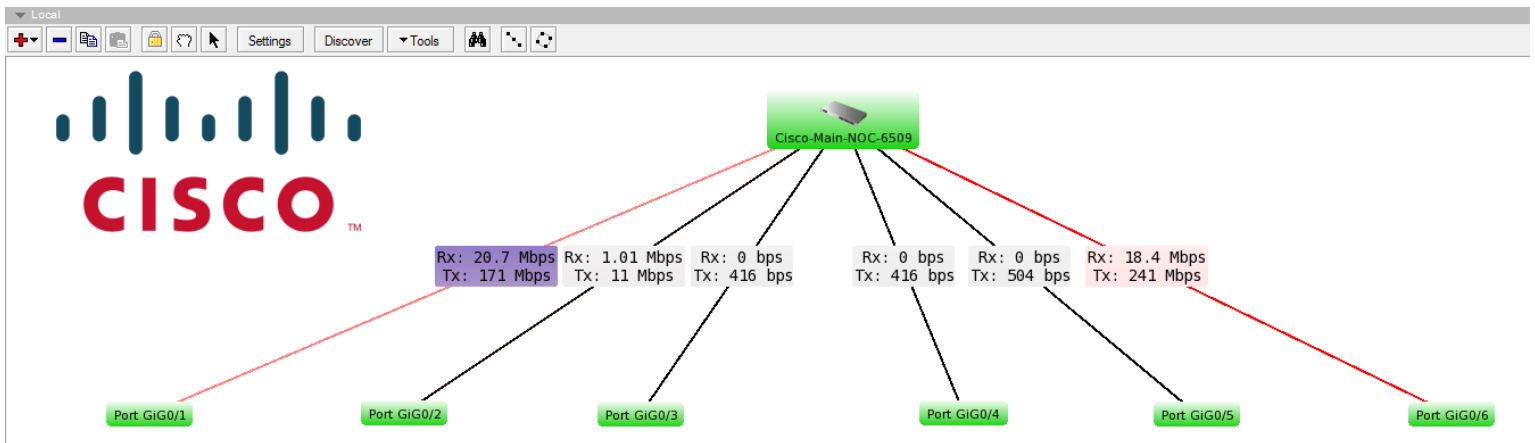 Local
Settings
Discover
Tools
CISCO
TM
Cisco-Main-NOC-6509
Rx: 20.7 Mbps
Tx: 171 Mbps
Rx: 1.01 Mbps
Tx: 11 Mbps
Rx: 0 bps
Tx: 416 bps
Rx: 0 bps
Tx: 416 bps
Rx: 0 bps
Tx: 504 bps
Rx: 18.4 Mbps
Tx: 241 Mbps
Port GiG0/1
Port GiG0/2
Port GiG0/3
Port GiG0/4
Port GiG0/5
Port GiG0/6